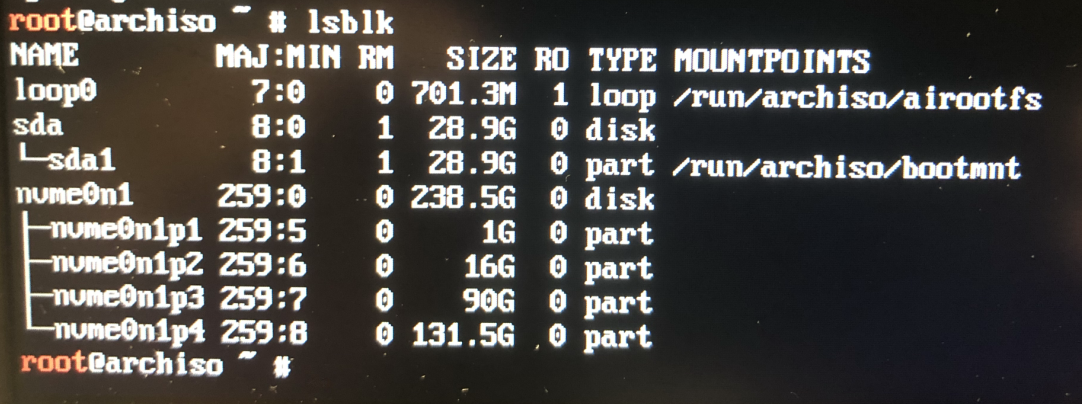 root@archiso ~ # lsblk
NAME        MAJ:MIN RM   SIZE RO TYPE MOUNTPOINTS
loop0         7:0    0 701.3M  1 loop /run/archiso/airootfs
sda           8:0    1  28.9G  0 disk
└─sda1        8:1    1  28.9G  0 part /run/archiso/bootmnt
nvme0n1     259:0    0 238.5G  0 disk
├─nvme0n1p1 259:5    0     1G  0 part
├─nvme0n1p2 259:6    0    16G  0 part
├─nvme0n1p3 259:7    0    90G  0 part
└─nvme0n1p4 259:8    0 131.5G  0 part
root@archiso ~ #